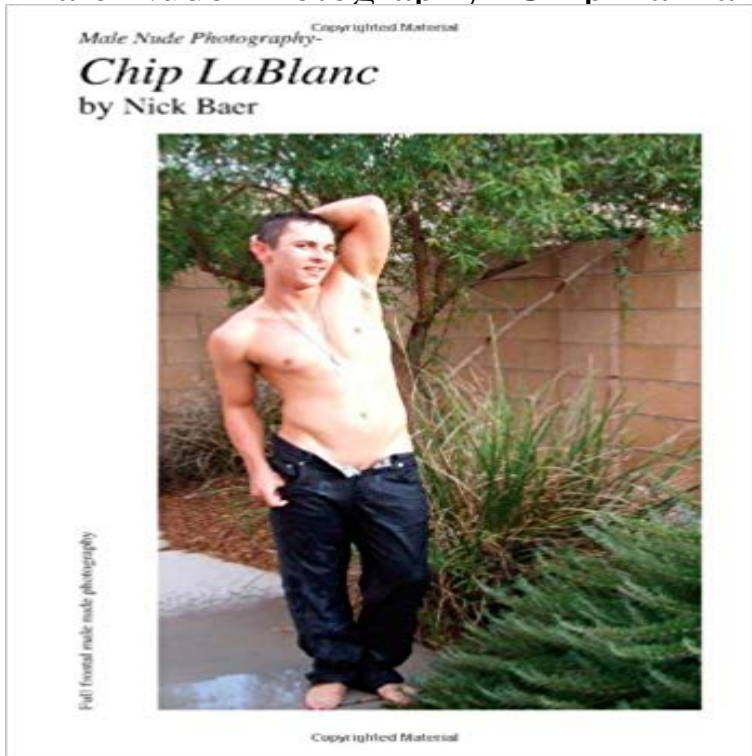 Copyrighted Material
Male Nude Photography-
Chip LaBlanc
by Nick Baer
Full frontal male nude photography
Copyrighted Material